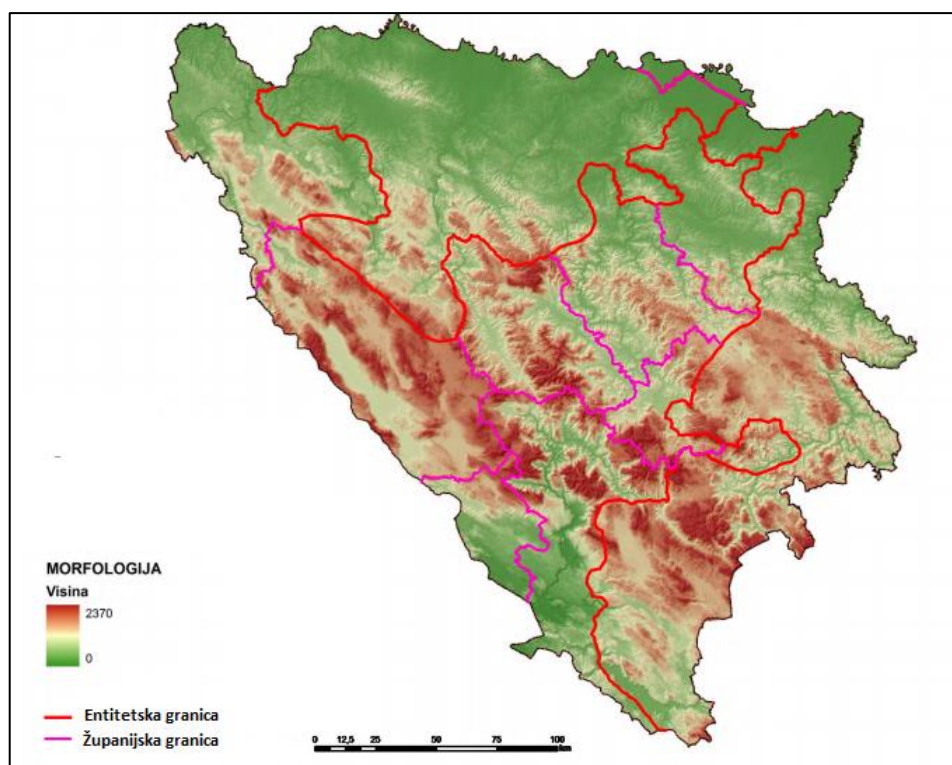 MORFOLOGIJA
Visina
2370
0
Entitetska granica
Županijska granica
0 12,5 25 50 75 100
km